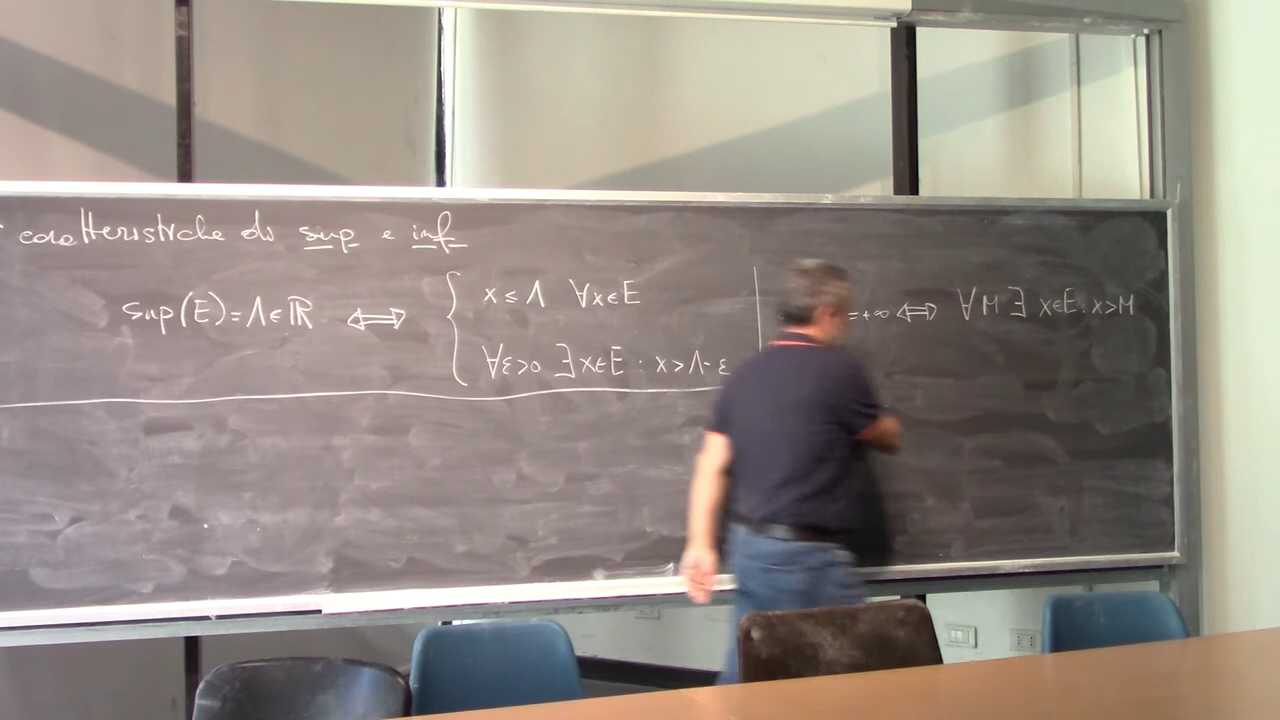 caratteristiche di sup e inf
sup(E)=Λ∈ℝ ⟺ { x≤Λ ∀x∈E
∀ε>0 ∃x∈E : x>Λ-ε
=+∞ ⟺ ∀M ∃ x∈E : x>M